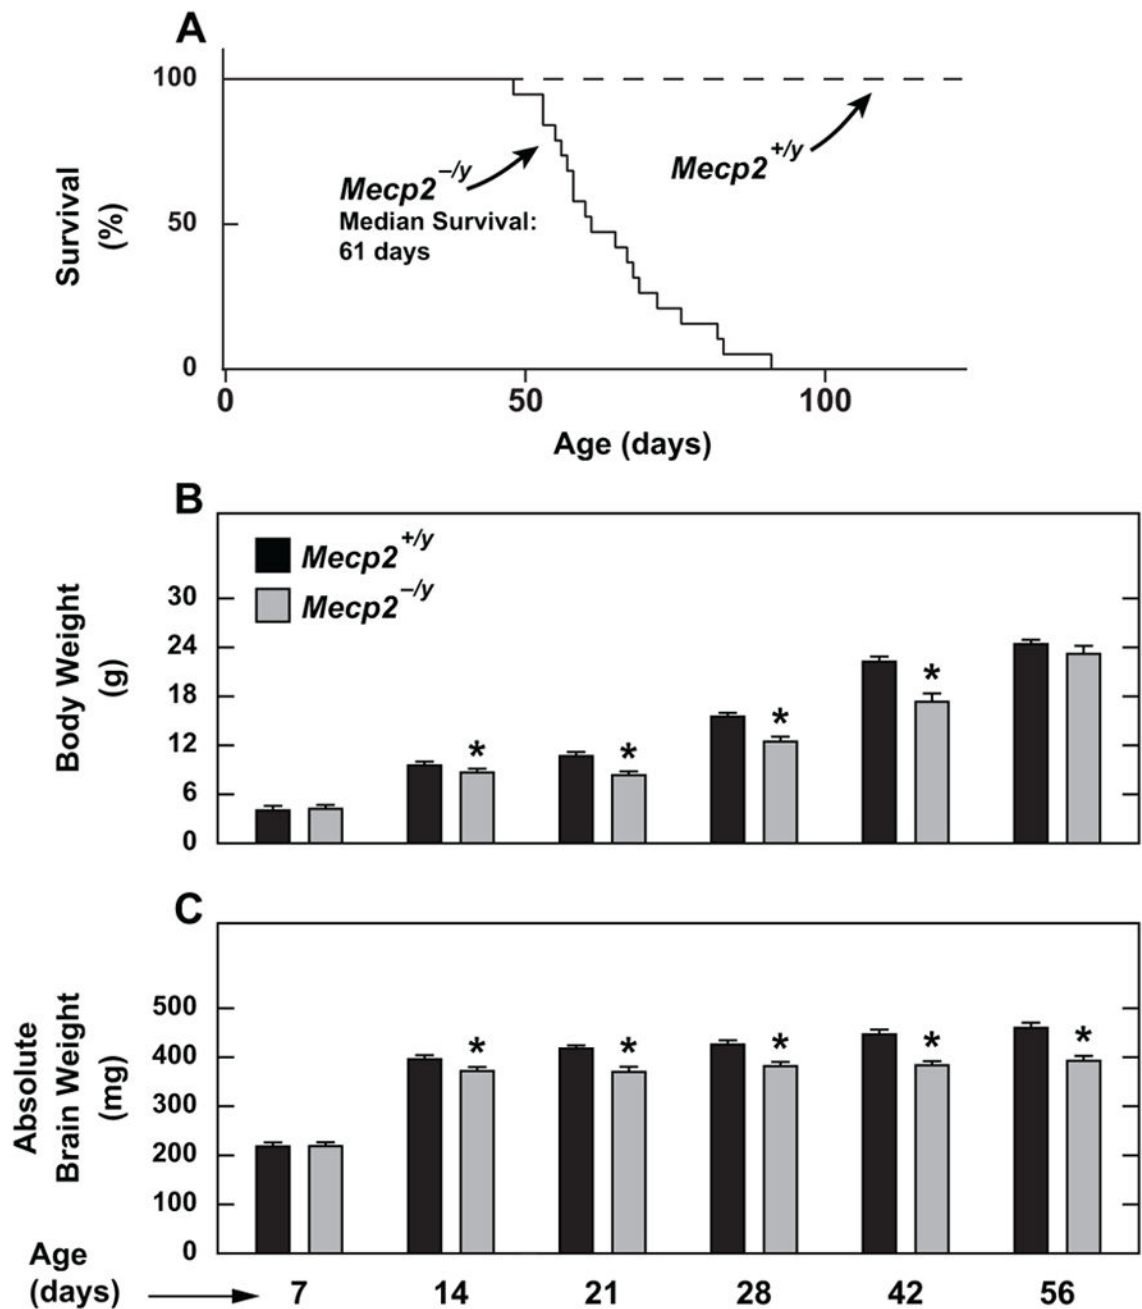 A
100
50
0
Survival
(%)
Mecp2 –/y
Median Survival:
61 days
Mecp2 +/y
0 50 100
Age (days)
B
Mecp2 +/y
Mecp2 –/y
30
24
18
12
6
0
Body Weight
(g)
* * * *
C
500
400
300
200
100
0
Absolute
Brain Weight
(mg)
* * * * *
Age
(days)
7 14 21 28 42 56